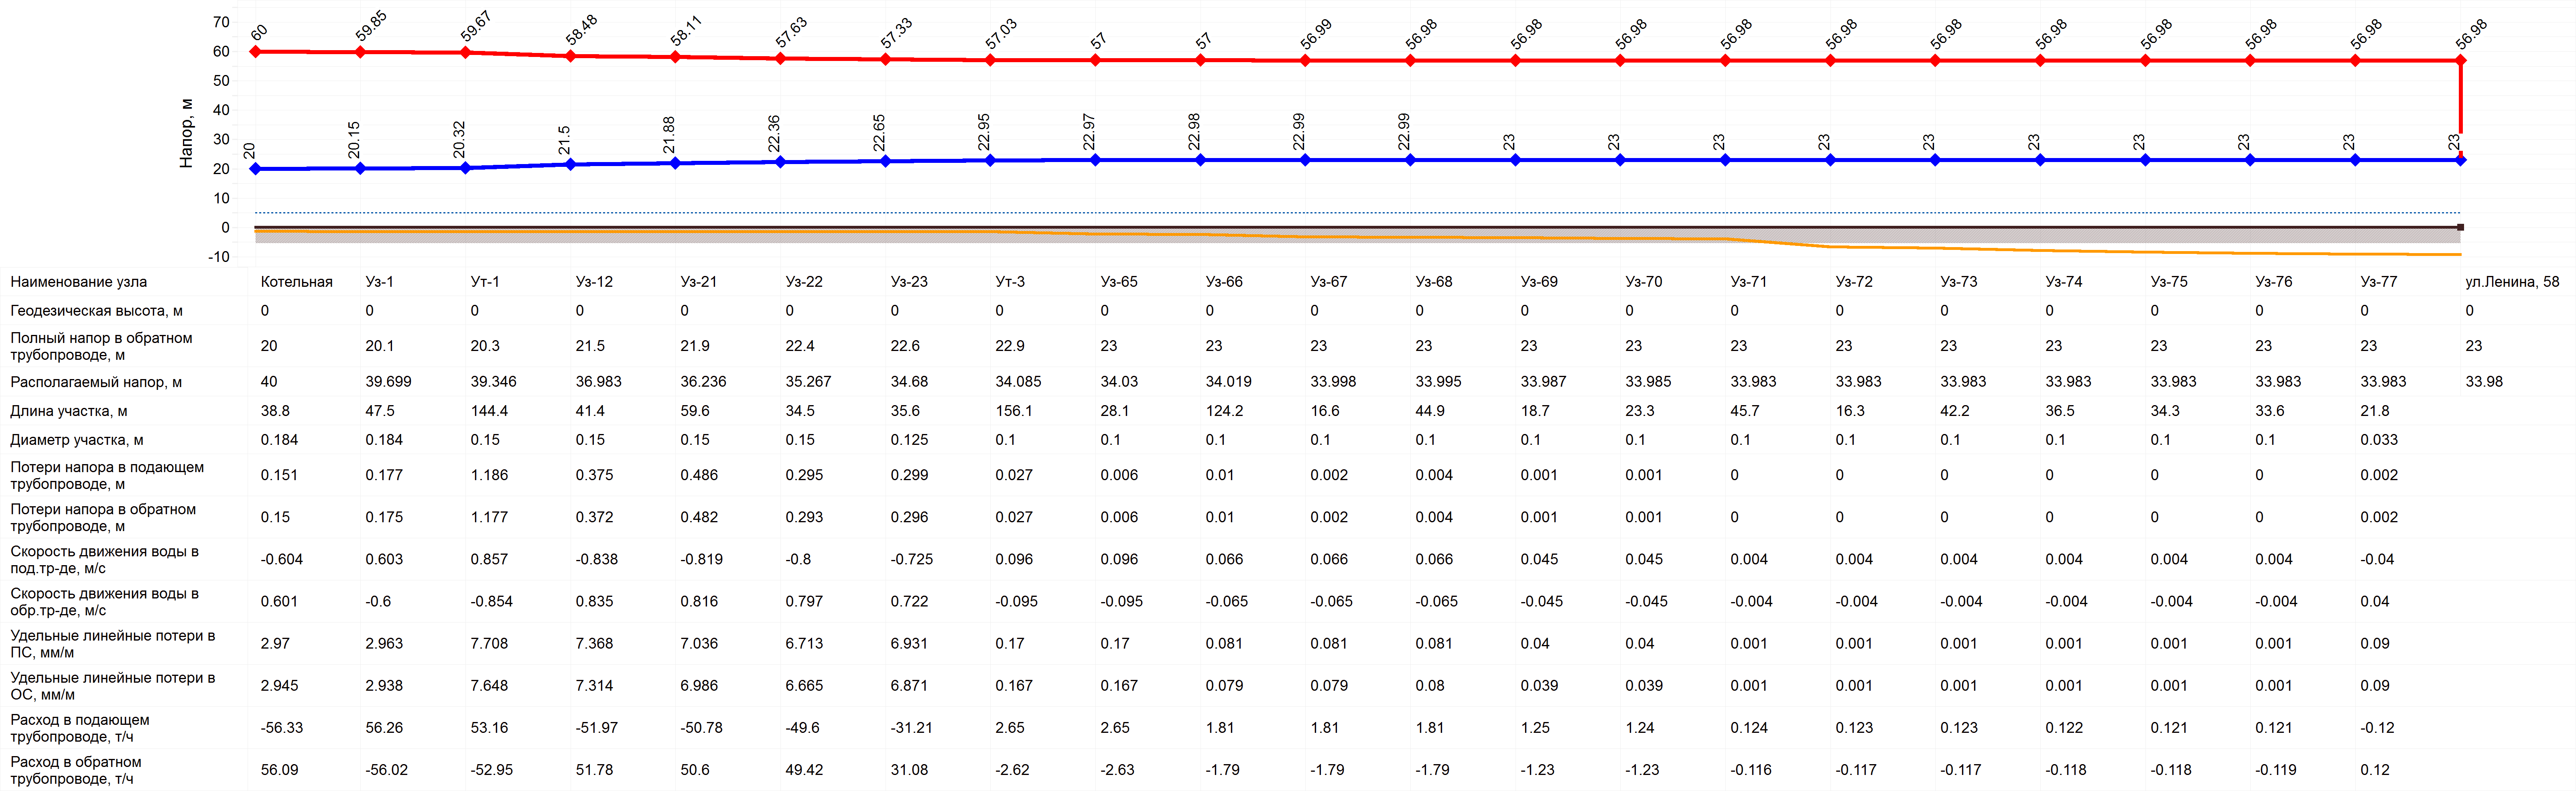 70
60
50
40
30
20
10
0
-10
Напор, м
60 59.85 59.67 58.48 58.11 57.63 57.33 57.03 57 57 56.99 56.98 56.98 56.98 56.98 56.98 56.98 56.98 56.98 56.98 56.98 56.98
20 20.15 20.32 21.5 21.88 22.36 22.65 22.95 22.97 22.98 22.99 22.99 23 23 23 23 23 23 23 23 23 23
Наименование узла Котельная Уз-1 Ут-1 Уз-12 Уз-21 Уз-22 Уз-23 Ут-3 Уз-65 Уз-66 Уз-67 Уз-68 Уз-69 Уз-70 Уз-71 Уз-72 Уз-73 Уз-74 Уз-75 Уз-76 Уз-77 ул.Ленина, 58
Геодезическая высота, м 0 0 0 0 0 0 0 0 0 0 0 0 0 0 0 0 0 0 0 0 0 0
Полный напор в обратном
трубопроводе, м 20 20.1 20.3 21.5 21.9 22.4 22.6 22.9 23 23 23 23 23 23 23 23 23 23 23 23 23 23
Располагаемый напор, м 40 39.699 39.346 36.983 36.236 35.267 34.68 34.085 34.03 34.019 33.998 33.995 33.987 33.985 33.983 33.983 33.983 33.983 33.983 33.983 33.983 33.98
Длина участка, м 38.8 47.5 144.4 41.4 59.6 34.5 35.6 156.1 28.1 124.2 16.6 44.9 18.7 23.3 45.7 16.3 42.2 36.5 34.3 33.6 21.8
Диаметр участка, м 0.184 0.184 0.15 0.15 0.15 0.15 0.125 0.1 0.1 0.1 0.1 0.1 0.1 0.1 0.1 0.1 0.1 0.1 0.1 0.1 0.033
Потери напора в подающем
трубопроводе, м 0.151 0.177 1.186 0.375 0.486 0.295 0.299 0.027 0.006 0.01 0.002 0.004 0.001 0.001 0 0 0 0 0 0 0.002
Потери напора в обратном
трубопроводе, м 0.15 0.175 1.177 0.372 0.482 0.293 0.296 0.027 0.006 0.01 0.002 0.004 0.001 0.001 0 0 0 0 0 0 0.002
Скорость движения воды в
под.тр-де, м/с -0.604 0.603 0.857 -0.838 -0.819 -0.8 -0.725 0.096 0.096 0.066 0.066 0.066 0.045 0.045 0.004 0.004 0.004 0.004 0.004 0.004 -0.04
Скорость движения воды в
обр.тр-де, м/с 0.601 -0.6 -0.854 0.835 0.816 0.797 0.722 -0.095 -0.095 -0.065 -0.065 -0.065 -0.045 -0.045 -0.004 -0.004 -0.004 -0.004 -0.004 -0.004 0.04
Удельные линейные потери в
ПС, мм/м 2.97 2.963 7.708 7.368 7.036 6.713 6.931 0.17 0.17 0.081 0.081 0.081 0.04 0.04 0.001 0.001 0.001 0.001 0.001 0.001 0.09
Удельные линейные потери в
ОС, мм/м 2.945 2.938 7.648 7.314 6.986 6.665 6.871 0.167 0.167 0.079 0.079 0.08 0.039 0.039 0.001 0.001 0.001 0.001 0.001 0.001 0.09
Расход в подающем
трубопроводе, т/ч -56.33 56.26 53.16 -51.97 -50.78 -49.6 -31.21 2.65 2.65 1.81 1.81 1.81 1.25 1.24 0.124 0.123 0.123 0.122 0.121 0.121 -0.12
Расход в обратном
трубопроводе, т/ч 56.09 -56.02 -52.95 51.78 50.6 49.42 31.08 -2.62 -2.63 -1.79 -1.79 -1.79 -1.23 -1.23 -0.116 -0.117 -0.117 -0.118 -0.118 -0.119 0.12